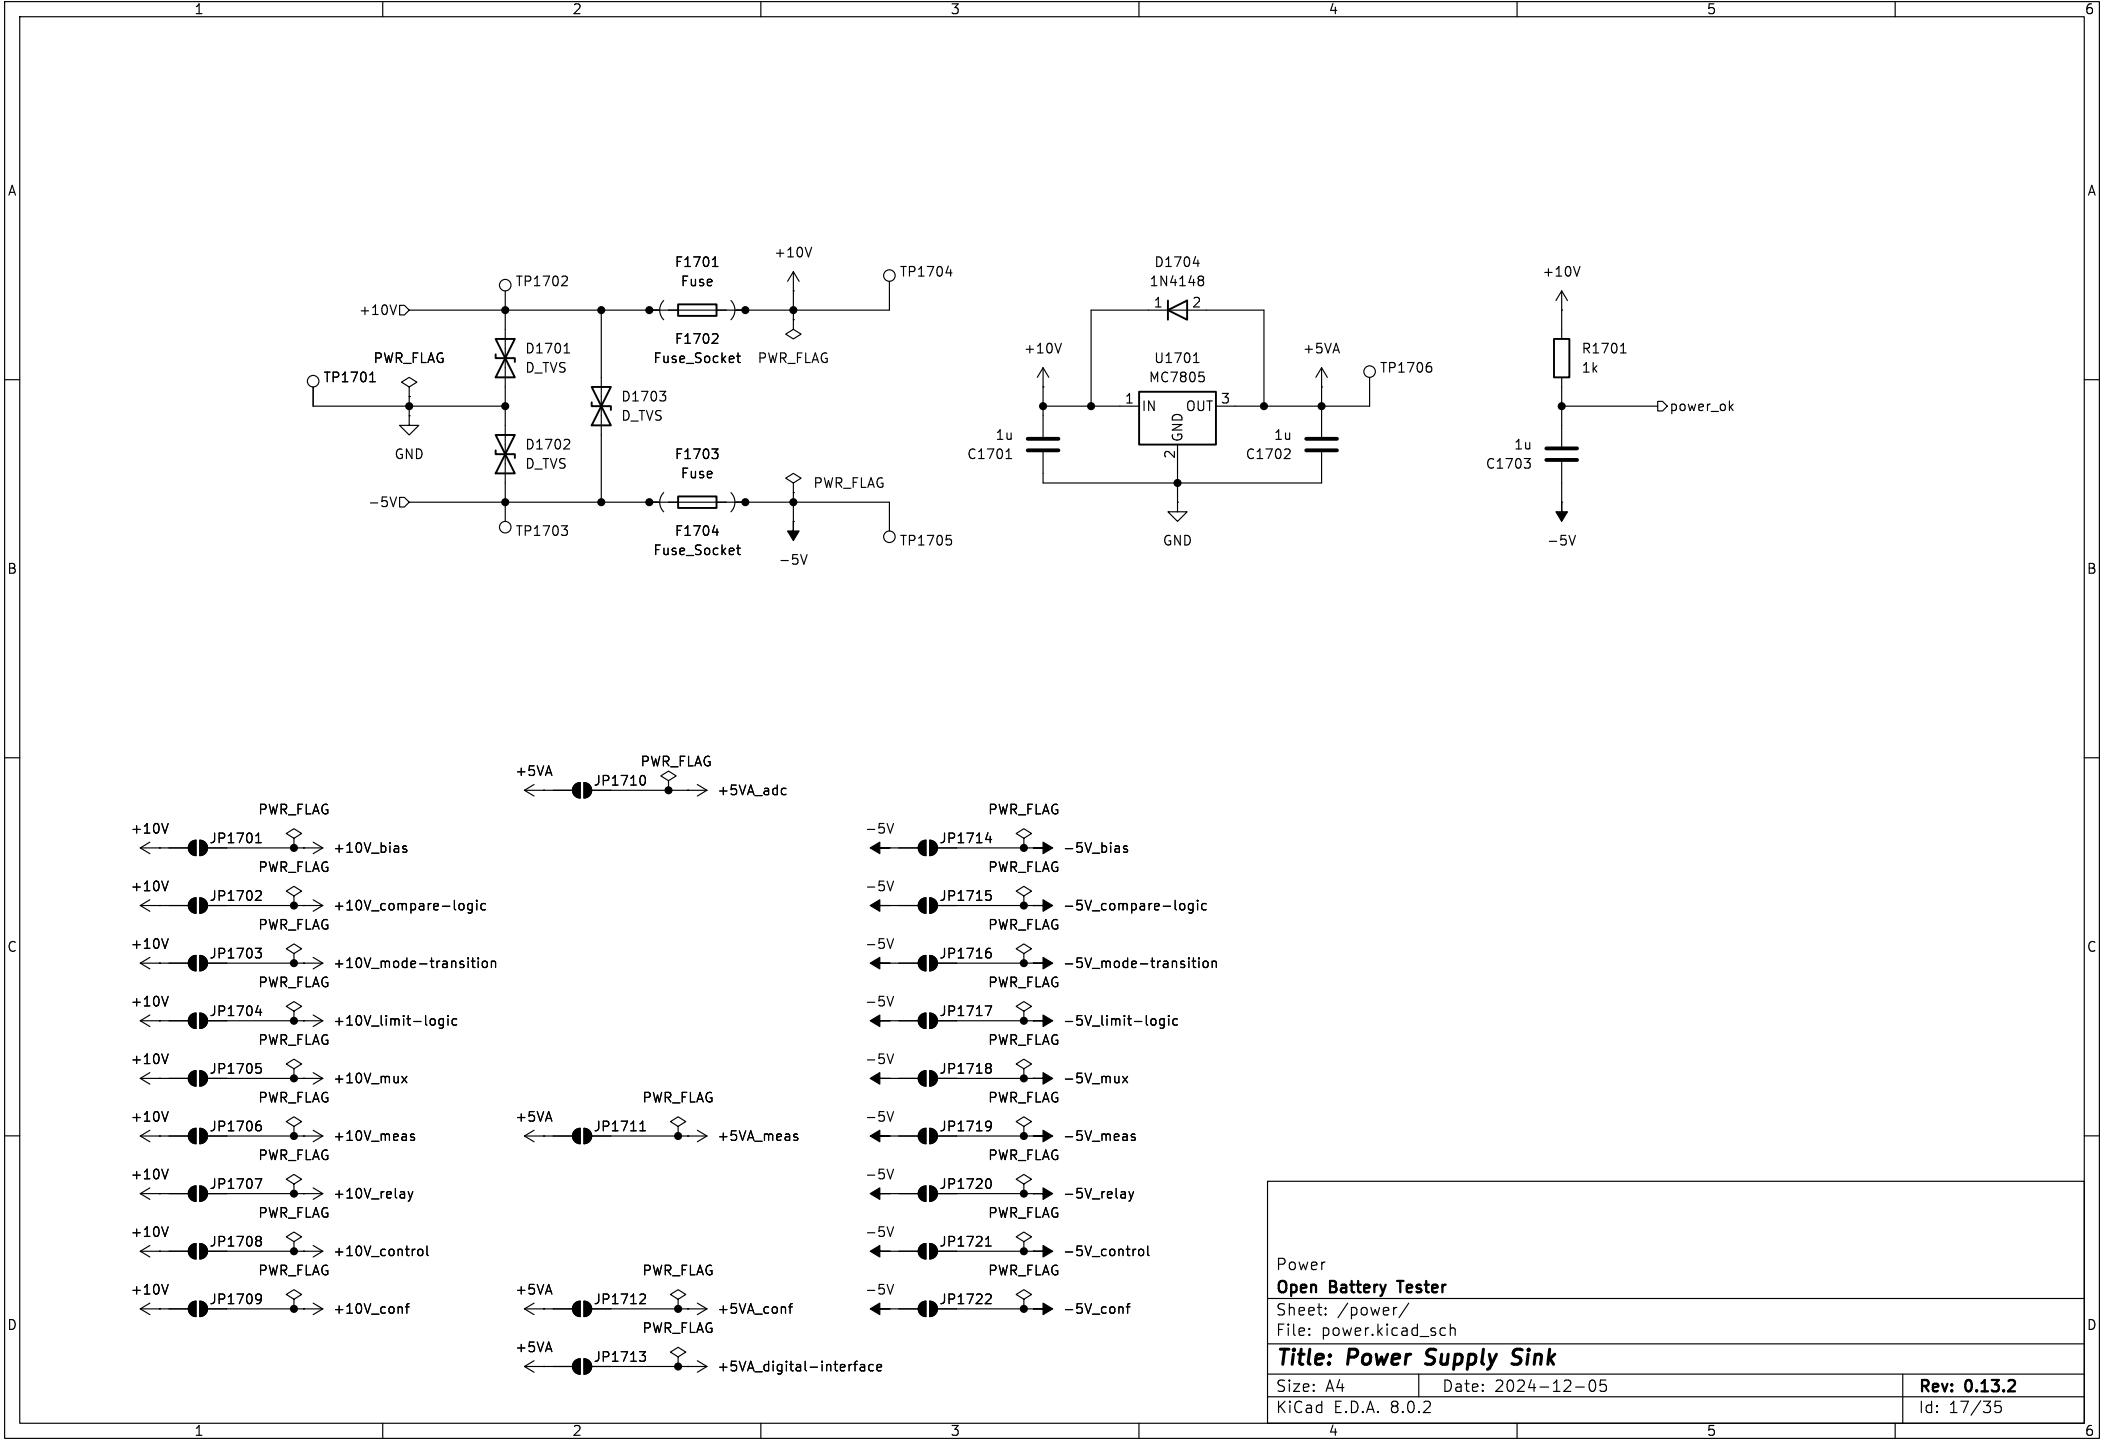 1 2 3 4 5 6
A A
B B
C C
D D
+10V
-5V
TP1702
TP1701
PWR_FLAG
GND
D1701
D_TVS
D1702
D_TVS
TP1703
D1703
D_TVS
F1701
Fuse
F1702
Fuse_Socket
F1703
Fuse
F1704
Fuse_Socket
+10V
PWR_FLAG
TP1704
PWR_FLAG
-5V
TP1705
D1704
1N4148
1 2
+10V
U1701
MC7805
1 IN OUT 3
GND
2
+5VA
TP1706
1u
C1701
1u
C1702
GND
+10V
R1701
1k
power_ok
1u
C1703
-5V
PWR_FLAG
+10V JP1701 +10V_bias
PWR_FLAG
+10V JP1702 +10V_compare-logic
PWR_FLAG
+10V JP1703 +10V_mode-transition
PWR_FLAG
+10V JP1704 +10V_limit-logic
PWR_FLAG
+10V JP1705 +10V_mux
PWR_FLAG
+10V JP1706 +10V_meas
PWR_FLAG
+10V JP1707 +10V_relay
PWR_FLAG
+10V JP1708 +10V_control
PWR_FLAG
+10V JP1709 +10V_conf
PWR_FLAG
+5VA JP1710 +5VA_adc
PWR_FLAG
+5VA JP1711 +5VA_meas
PWR_FLAG
+5VA JP1712 +5VA_conf
PWR_FLAG
+5VA JP1713 +5VA_digital-interface
PWR_FLAG
-5V JP1714 -5V_bias
PWR_FLAG
-5V JP1715 -5V_compare-logic
PWR_FLAG
-5V JP1716 -5V_mode-transition
PWR_FLAG
-5V JP1717 -5V_limit-logic
PWR_FLAG
-5V JP1718 -5V_mux
PWR_FLAG
-5V JP1719 -5V_meas
PWR_FLAG
-5V JP1720 -5V_relay
PWR_FLAG
-5V JP1721 -5V_control
PWR_FLAG
-5V JP1722 -5V_conf
Power
Open Battery Tester
Sheet: /power/
File: power.kicad_sch
Title: Power Supply Sink
Size: A4 Date: 2024-12-05 Rev: 0.13.2
KiCad E.D.A. 8.0.2 Id: 17/35
1 2 3 4 5 6